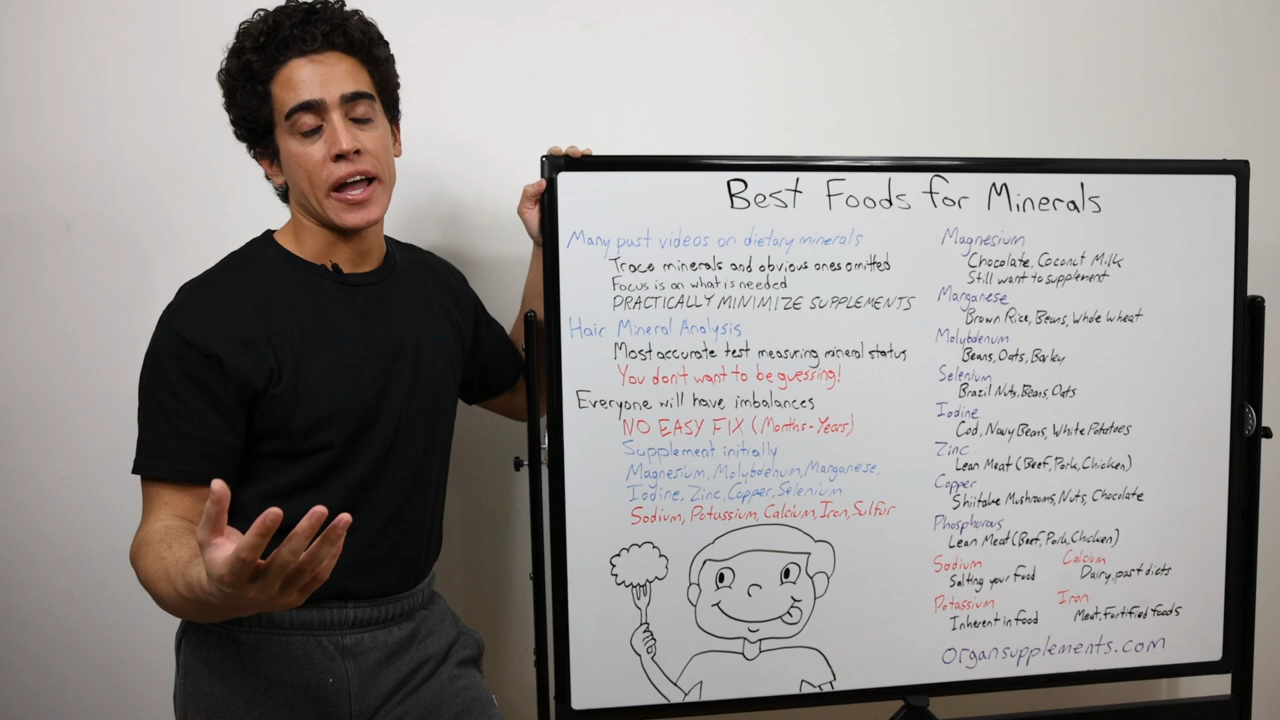 Best Foods for Minerals
Many past videos on dietary minerals
Trace minerals and obvious ones omitted
Focus is on what is needed
PRACTICALLY MINIMIZE SUPPLEMENTS
Hair Mineral Analysis
Most accurate test measuring mineral status
You don't want to be guessing!
Everyone will have imbalances
NO EASY FIX (Months-Years)
Supplement initially
Magnesium, Molybdenum, Manganese,
Iodine, Zinc, Copper, Selenium
Sodium, Potassium, Calcium, Iron, Sulfur
Magnesium
Chocolate, Coconut Milk
Still want to supplement
Manganese
Brown Rice, Beans, Whole Wheat
Molybdenum
Beans, Oats, Barley
Selenium
Brazil Nuts, Beans, Oats
Iodine
Cod, Navy Beans, White Potatoes
Zinc
Lean Meat (Beef, Pork, Chicken)
Copper
Shiitake Mushrooms, Nuts, Chocolate
Phosphorous
Lean Meat (Beef, Pork, Chicken)
Sodium
Salting your food
Calcium
Dairy, past diets
Potassium
Inherent in food
Iron
Meat, Fortified foods
organsupplements.com